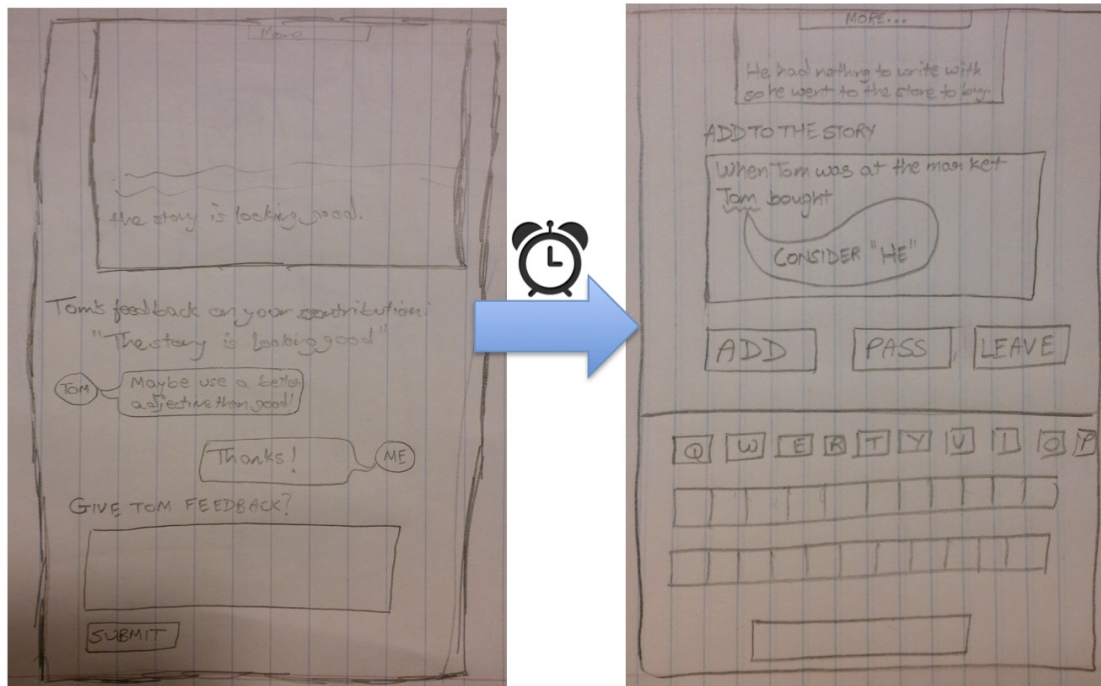 More
the story is looking good.
Tom's feedback on your contribution:
"The story is looking good"
TOM
Maybe use a better
adjective than good!
Thanks!
ME
GIVE TOM FEEDBACK?
SUBMIT
MORE...
He had nothing to write with
so he went to the store to buy.
ADD TO THE STORY
When Tom was at the market
Tom bought
CONSIDER "HE"
ADD
PASS
LEAVE
Q W E R T Y U I O P